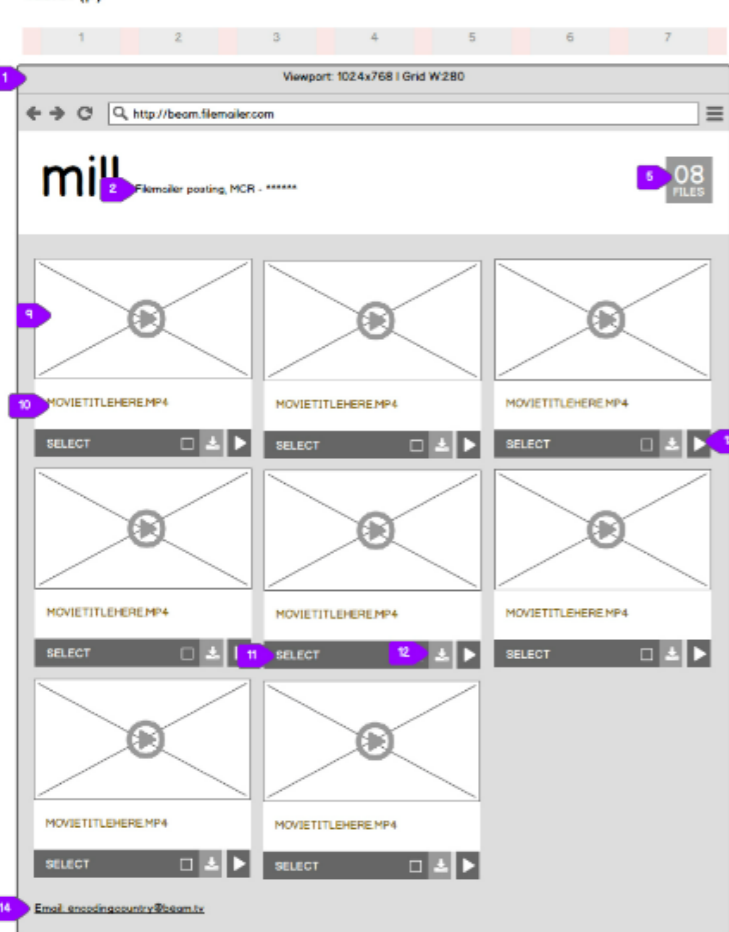 1 2 3 4 5 6 7
1 Viewport: 1024x768 | Grid W:280
http://beam.filemailer.com
mill
2 Filemailer posting, MCR - ******
5 08
FILES
9
10 MOVIETITLEHERE.MP4 MOVIETITLEHERE.MP4 MOVIETITLEHERE.MP4
SELECT SELECT SELECT
MOVIETITLEHERE.MP4 MOVIETITLEHERE.MP4 MOVIETITLEHERE.MP4
SELECT 11 SELECT 12 SELECT
MOVIETITLEHERE.MP4 MOVIETITLEHERE.MP4
SELECT SELECT
14 Email: encodingcountry@beam.tv